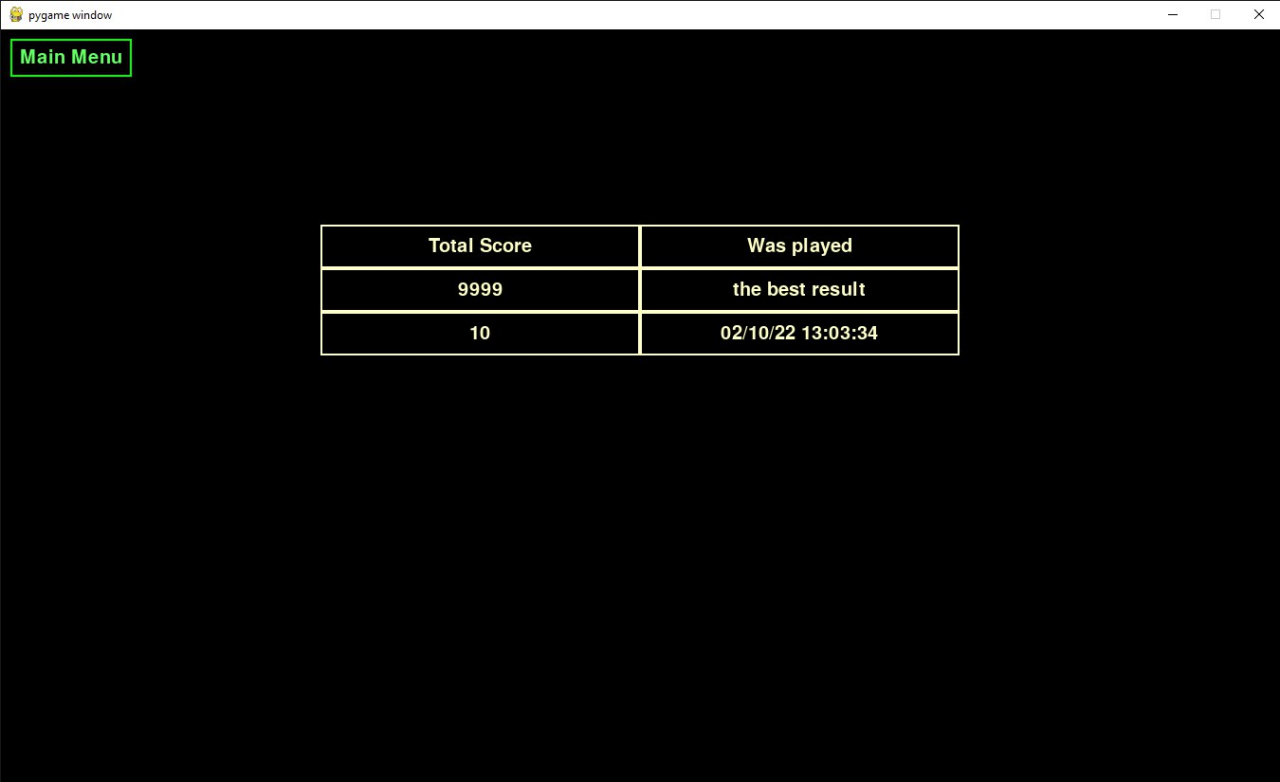 pygame window
Main Menu
Total Score Was played
9999 the best result
10 02/10/22 13:03:34